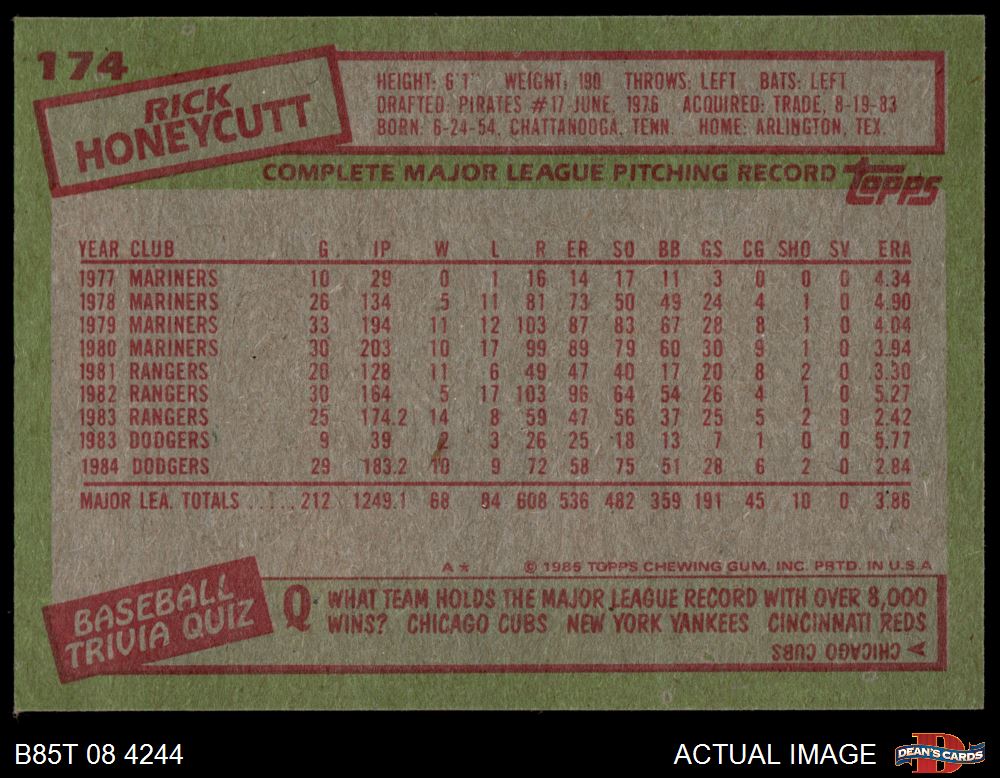 174
RICK
HONEYCUTT
HEIGHT: 6'1" WEIGHT: 190 THROWS: LEFT BATS: LEFT
DRAFTED: PIRATES #17 JUNE, 1976 ACQUIRED: TRADE, 8-19-83
BORN: 6-24-54, CHATTANOOGA, TENN. HOME: ARLINGTON, TEX.
COMPLETE MAJOR LEAGUE PITCHING RECORD
topps
YEAR CLUB G IP W L R ER SO BB GS CG SHO SV ERA
1977 MARINERS 10 29 0 1 16 14 17 11 3 0 0 0 4.34
1978 MARINERS 26 134 5 11 81 73 50 49 24 4 1 0 4.90
1979 MARINERS 33 194 11 12 103 87 83 67 28 8 1 0 4.04
1980 MARINERS 30 203 10 17 99 89 79 60 30 9 1 0 3.94
1981 RANGERS 20 128 11 6 49 47 40 17 20 8 2 0 3.30
1982 RANGERS 30 164 5 17 103 96 64 54 26 4 1 0 5.27
1983 RANGERS 25 174.2 14 8 59 47 56 37 25 5 2 0 2.42
1983 DODGERS 9 39 2 3 26 25 18 13 7 1 0 0 5.77
1984 DODGERS 29 183.2 10 9 72 58 75 51 28 6 2 0 2.84
MAJOR LEA. TOTALS ..... 212 1249.1 68 84 608 536 482 359 191 45 10 0 3.86
A* © 1985 TOPPS CHEWING GUM, INC. PRTD. IN U.S.A
BASEBALL
TRIVIA QUIZ
Q. WHAT TEAM HOLDS THE MAJOR LEAGUE RECORD WITH OVER 8,000
WINS? CHICAGO CUBS NEW YORK YANKEES CINCINNATI REDS
A CHICAGO CUBS
B85T 08 4244
ACTUAL IMAGE
DEAN'S CARDS